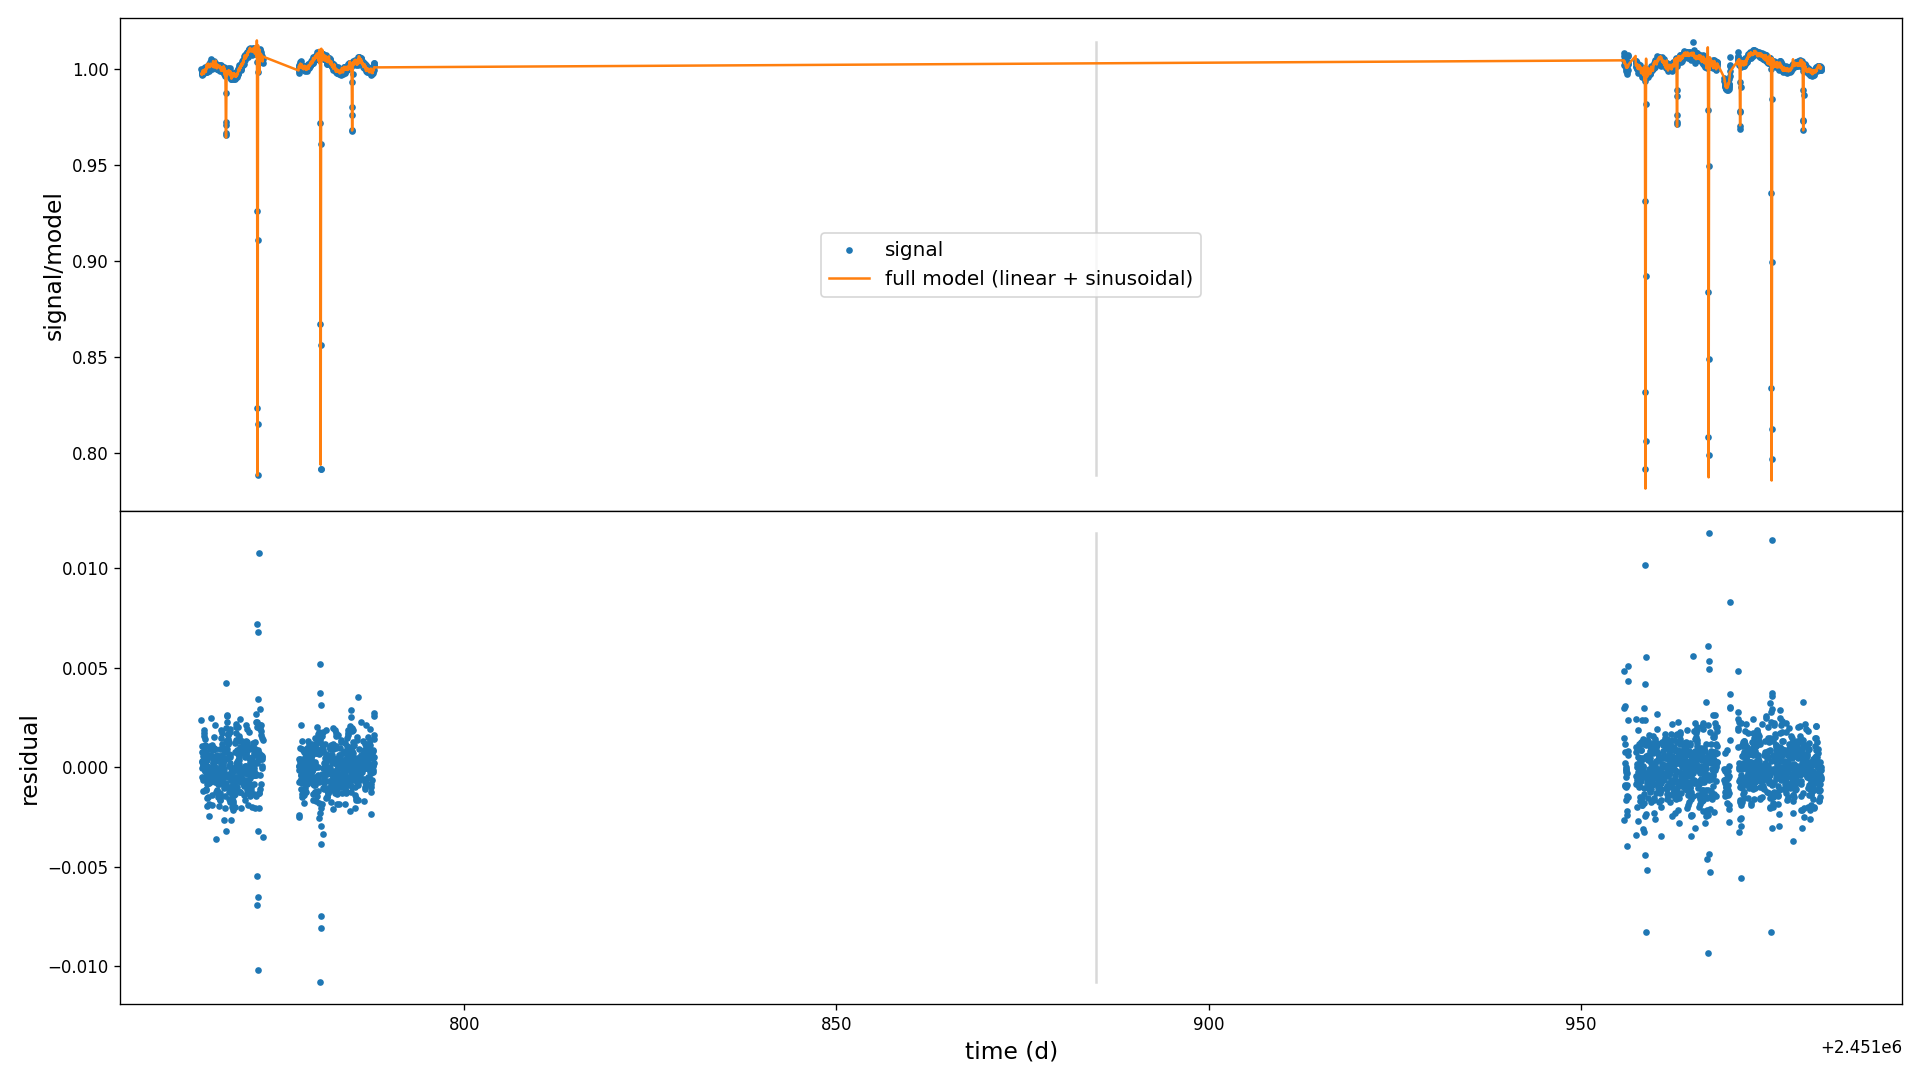 1.00
0.95
0.90
0.85
0.80
signal/model
signal
full model (linear + sinusoidal)
0.010
0.005
0.000
−0.005
−0.010
residual
800
850
900
950
time (d)
+2.451e6